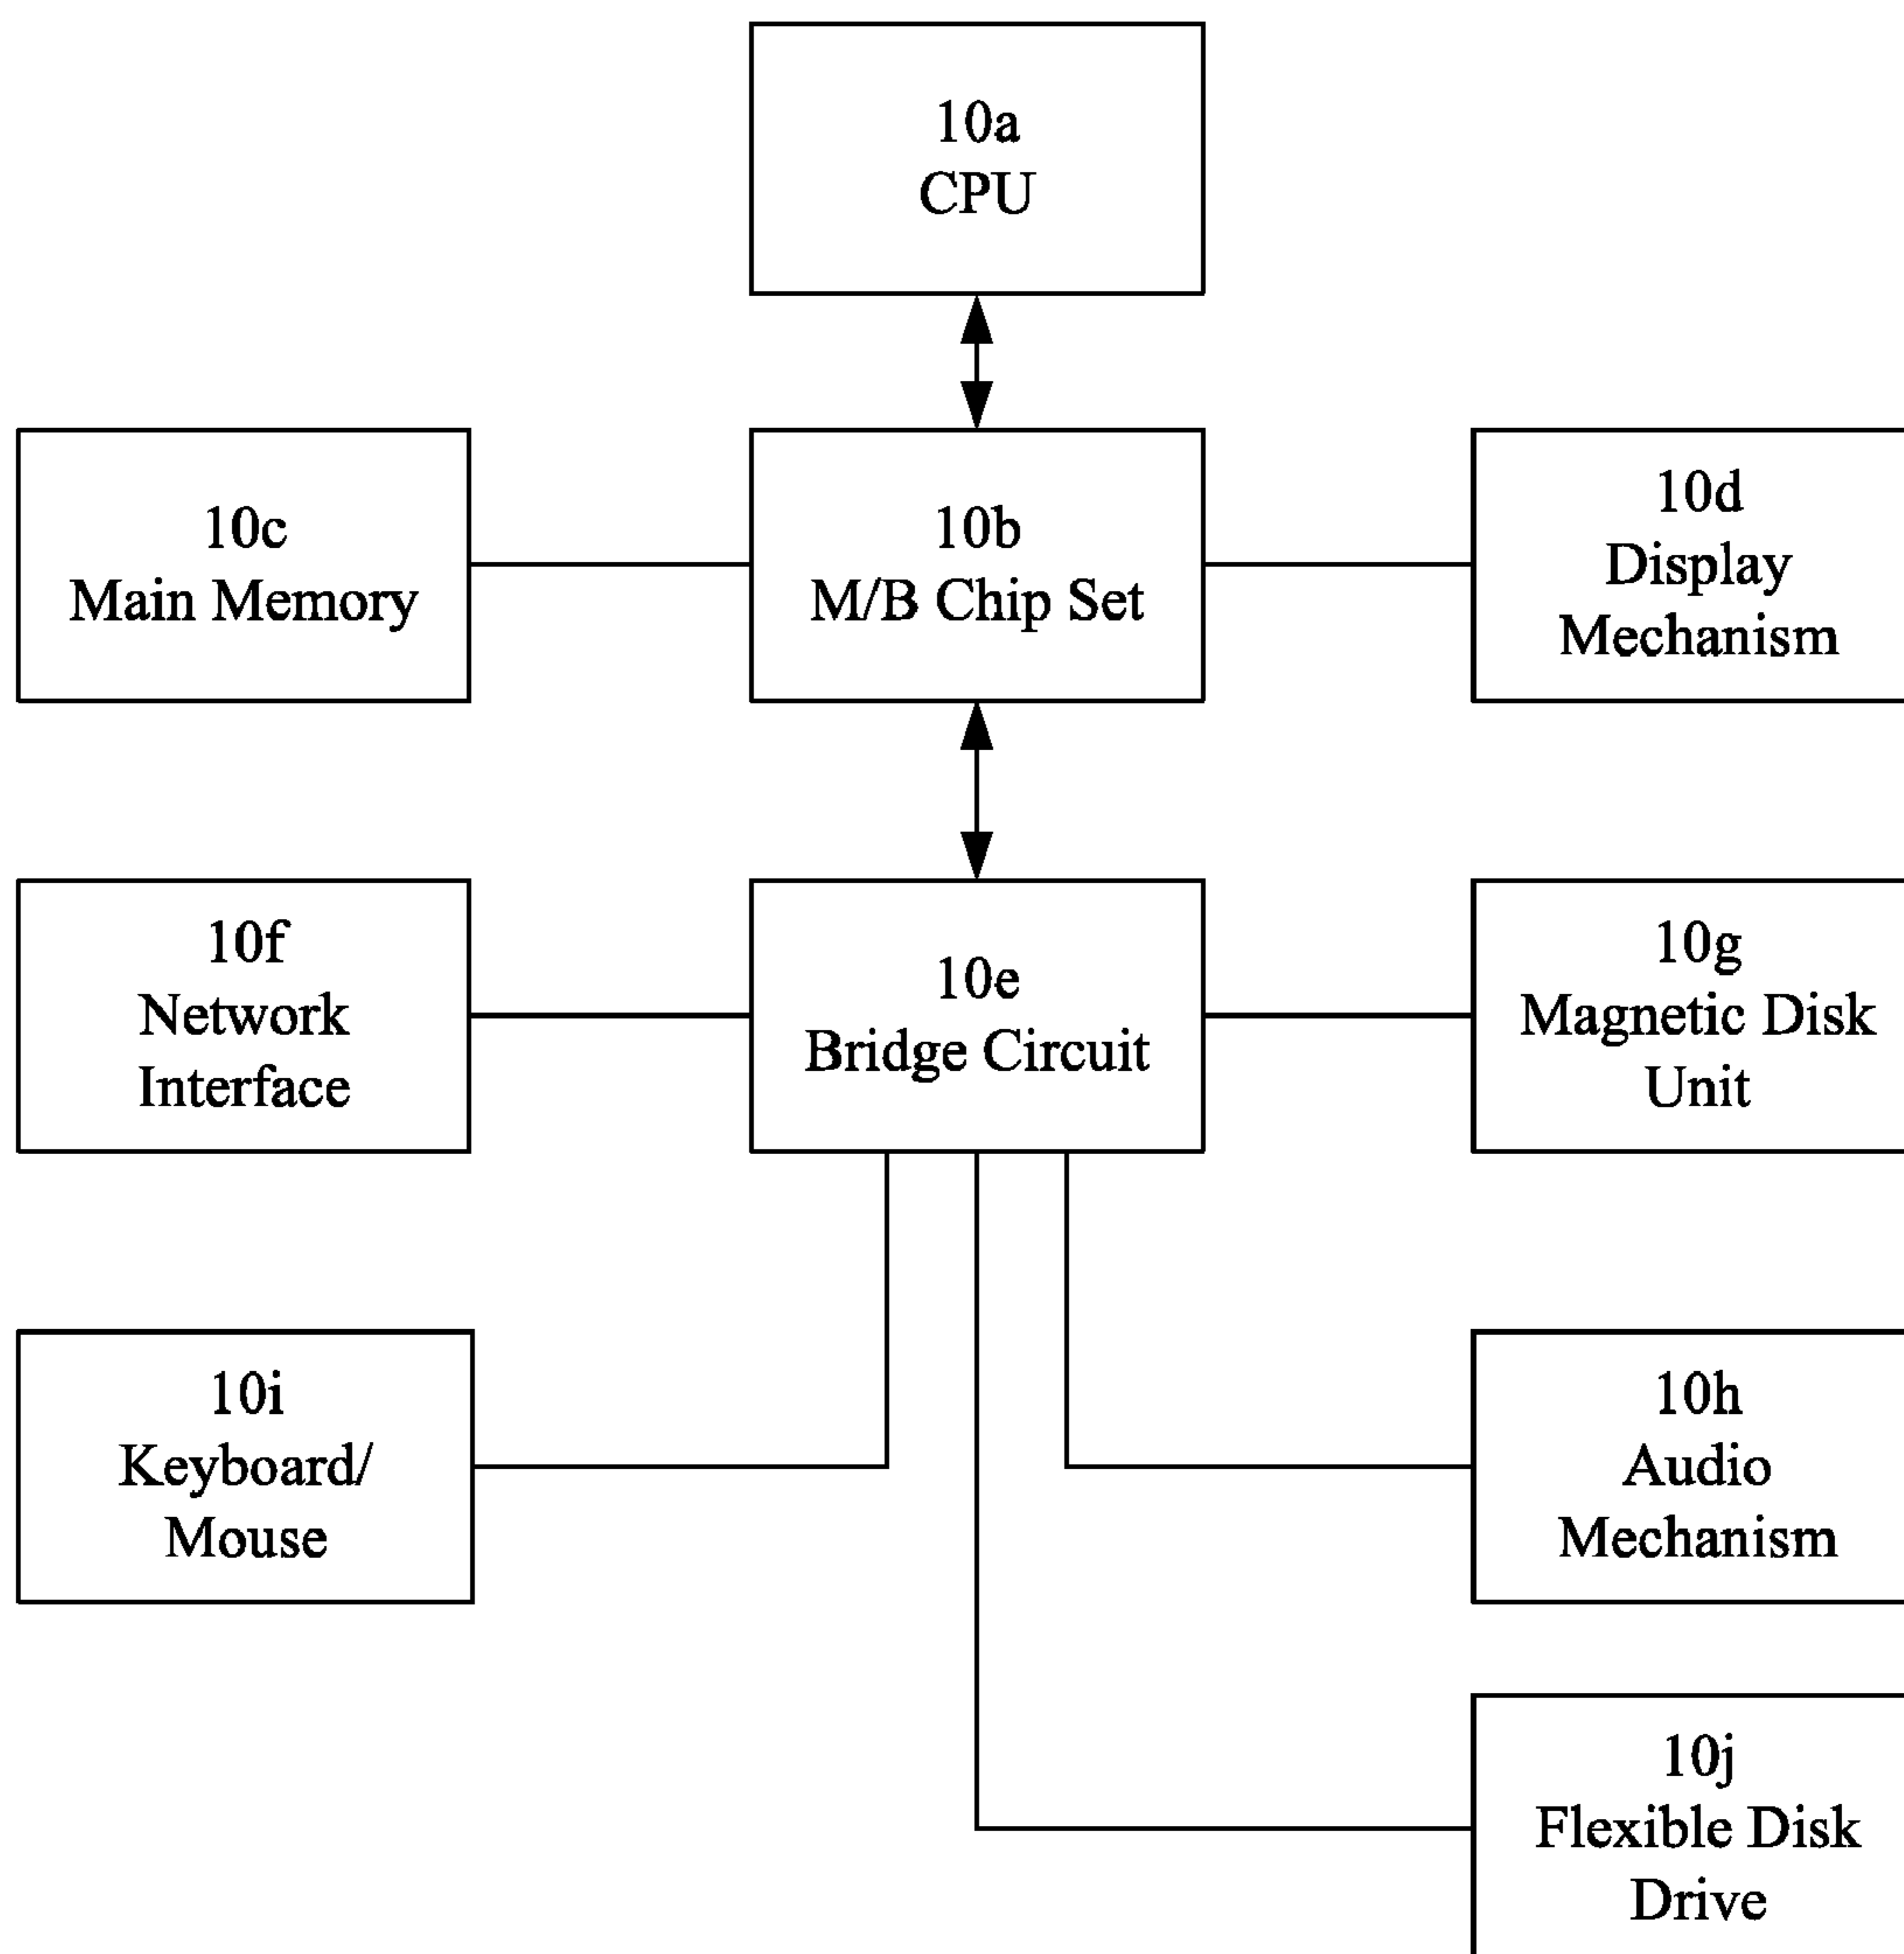 10a
CPU
10c
Main Memory
10b
M/B Chip Set
10d
Display
Mechanism
10f
Network
Interface
10e
Bridge Circuit
10g
Magnetic Disk
Unit
10i
Keyboard/
Mouse
10h
Audio
Mechanism
10j
Flexible Disk
Drive